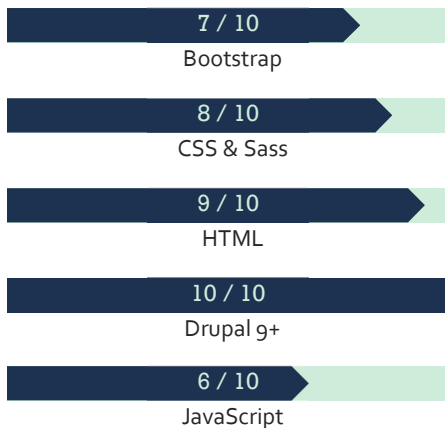 7 / 10
Bootstrap
8 / 10
CSS & Sass
9 / 10
HTML
10 / 10
Drupal 9+
6 / 10
JavaScript